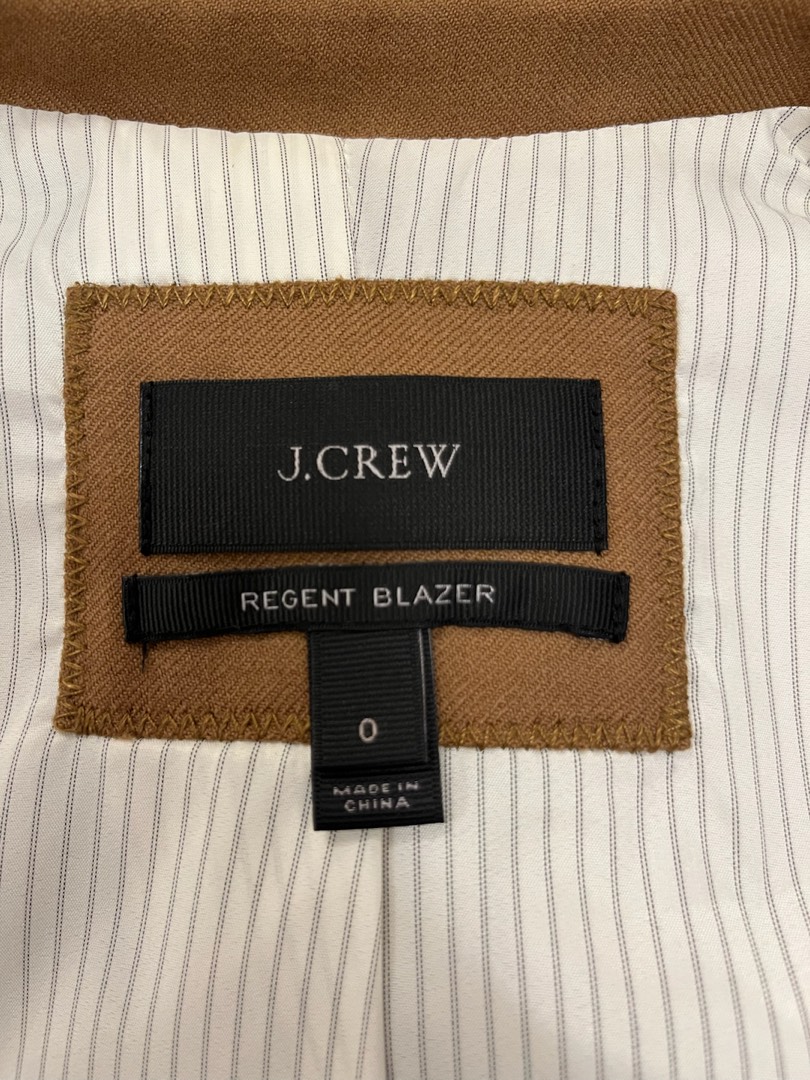 J.CREW
REGENT BLAZER
0
MADE IN
CHINA